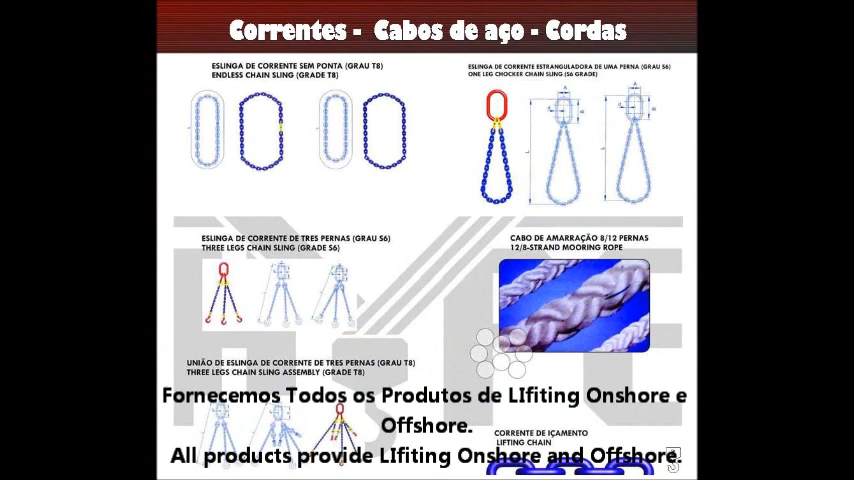 Correntes - Cabos de aço - Cordas
ESLINGA DE CORRENTE SEM PONTA (GRAU T8)
ENDLESS CHAIN SLING (GRADE T8)
ESLINGA DE CORRENTE ESTRANGULADORA DE UMA PERNA (GRAU S6)
ONE LEG CHOCKER CHAIN SLING (S6 GRADE)
ESLINGA DE CORRENTE DE TRES PERNAS (GRAU S6)
THREE LEGS CHAIN SLING (GRADE S6)
CABO DE AMARRAÇÃO 8/12 PERNAS
12/8-STRAND MOORING ROPE
UNIÃO DE ESLINGA DE CORRENTE DE TRES PERNAS (GRAU T8)
THREE LEGS CHAIN SLING ASSEMBLY (GRADE T8)
Fornecemos Todos os Produtos de LIfiting Onshore e
Offshore.
CORRENTE DE IÇAMENTO
LIFTING CHAIN
All products provide LIfiting Onshore and Offshore.